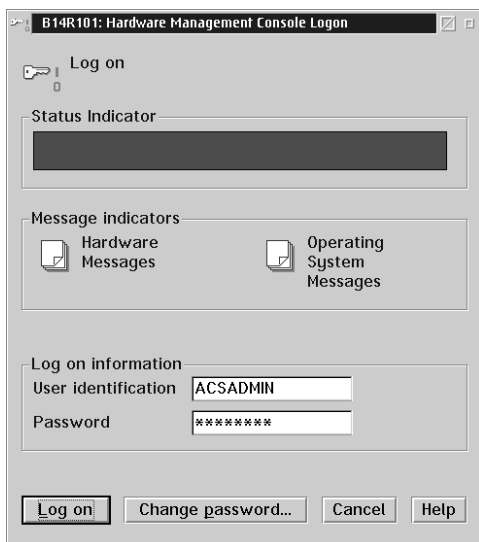 B14R101: Hardware Management Console Logon
Log on
Status Indicator
Message indicators
Hardware
Messages
Operating
System
Messages
Log on information
User identification ACSADMIN
Password ********
Log on Change password... Cancel Help